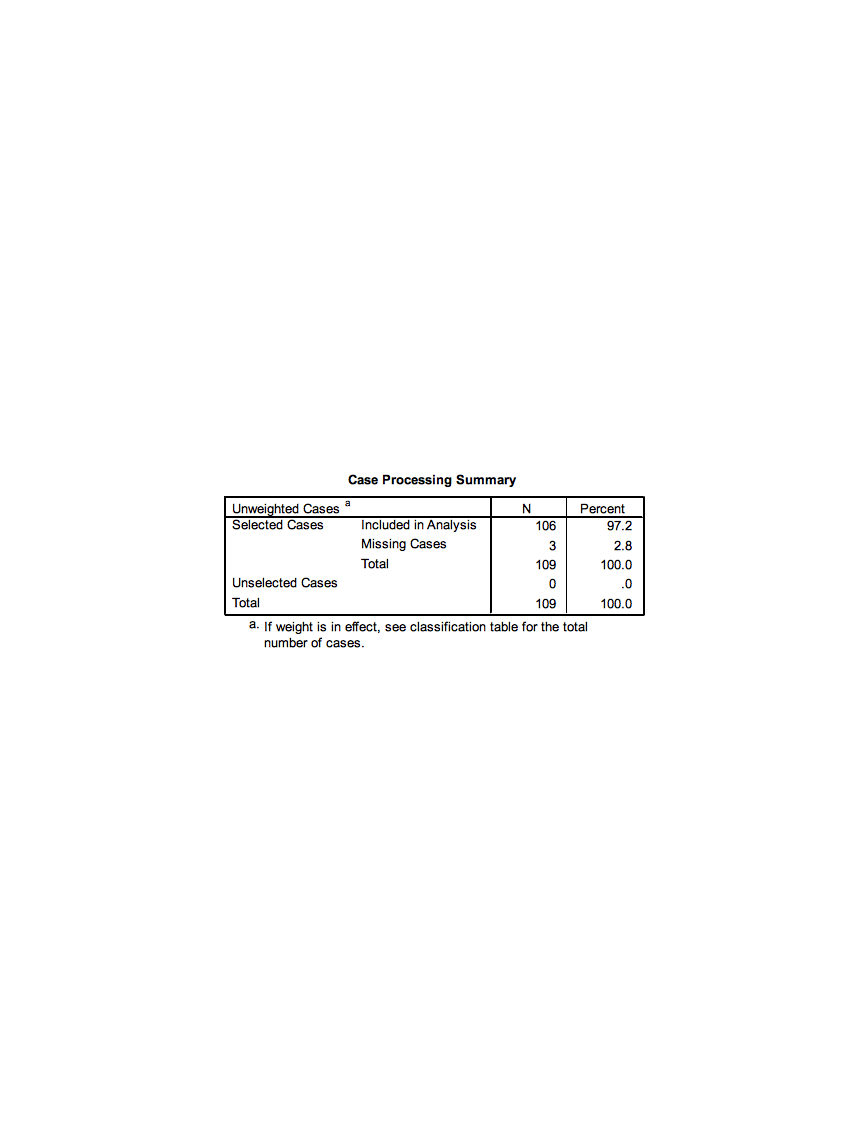 Case Processing Summary
Unweighted Cases a N Percent
Selected Cases Included in Analysis 106 97.2
Missing Cases 3 2.8
Total 109 100.0
Unselected Cases 0 .0
Total 109 100.0
a. If weight is in effect, see classification table for the total
number of cases.